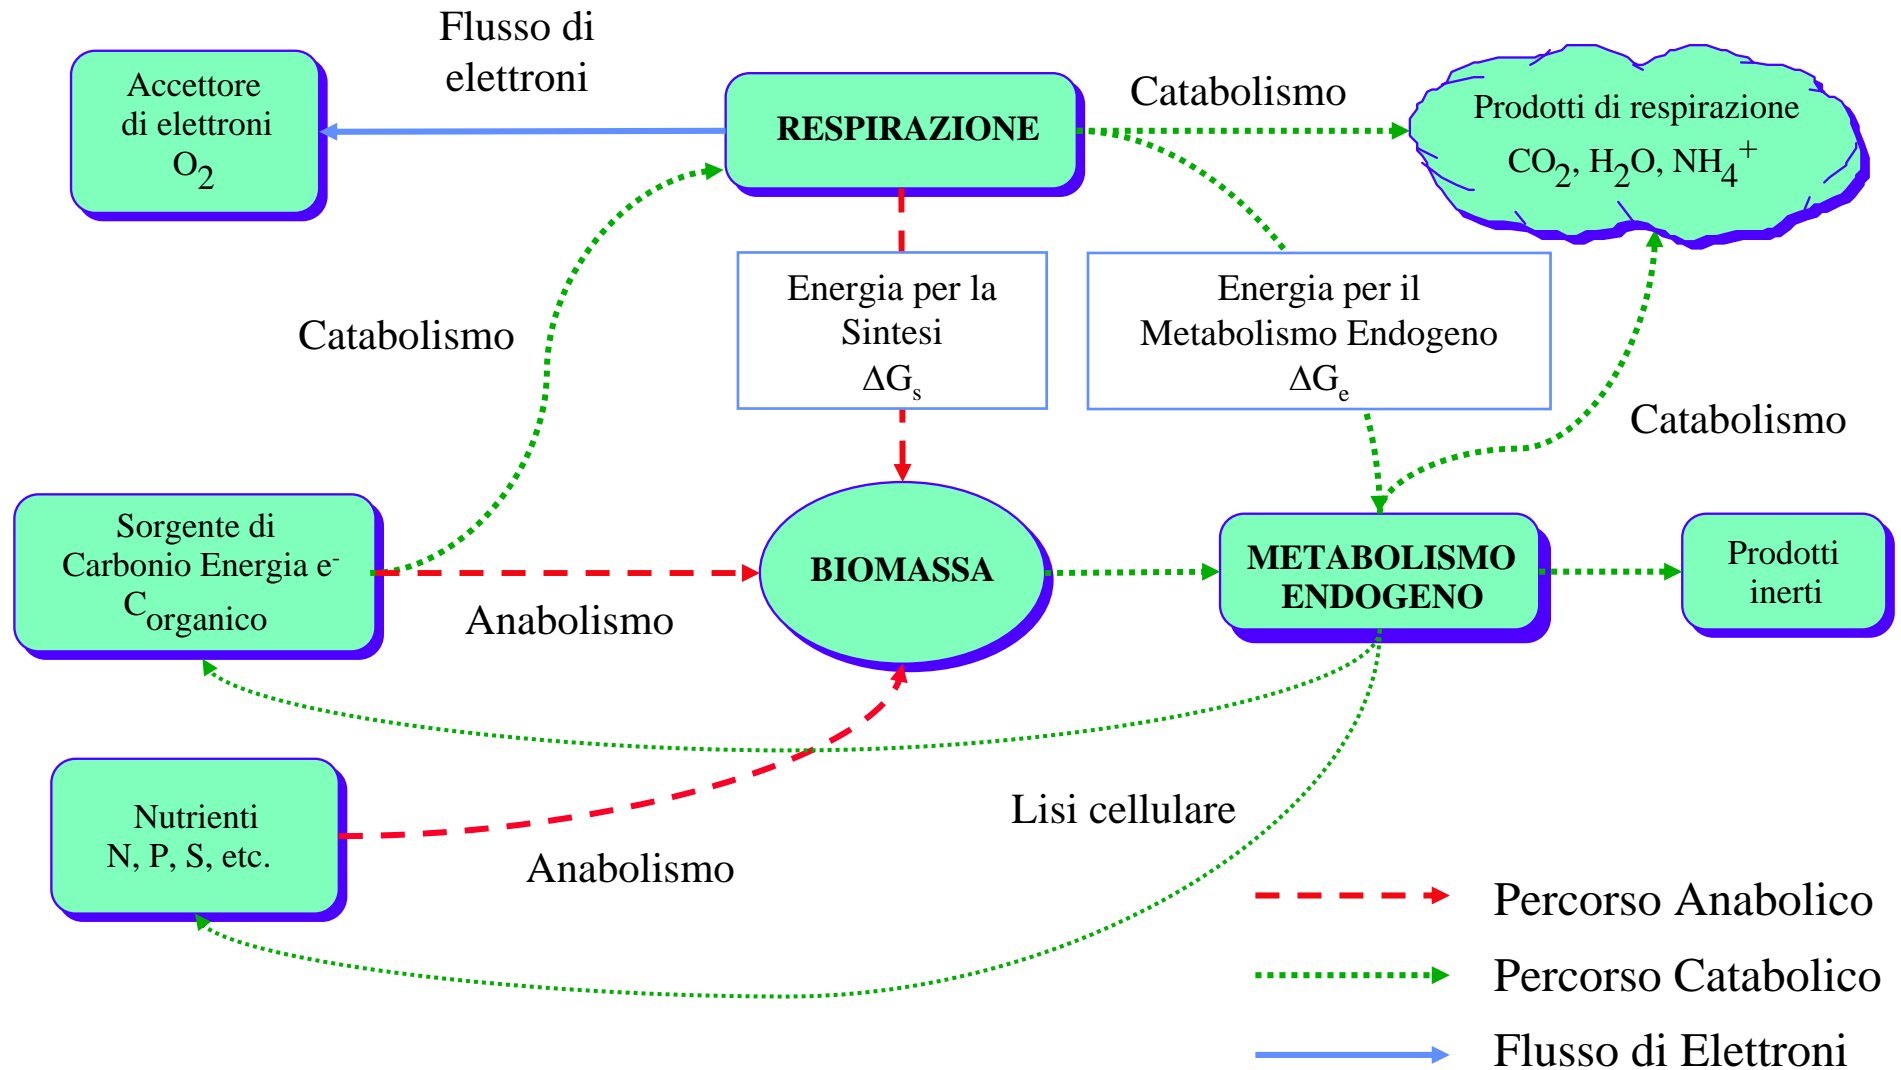 Flusso di
elettroni
Accettore
di elettroni
O2
RESPIRAZIONE
Catabolismo
Prodotti di respirazione
CO2, H2O, NH4+
Energia per la
Sintesi
ΔGs
Energia per il
Metabolismo Endogeno
ΔGe
Catabolismo
Catabolismo
Sorgente di
Carbonio Energia e-
Corganico
Anabolismo
BIOMASSA
METABOLISMO
ENDOGENO
Prodotti
inerti
Nutrienti
N, P, S, etc.
Anabolismo
Lisi cellulare
Percorso Anabolico
Percorso Catabolico
Flusso di Elettroni